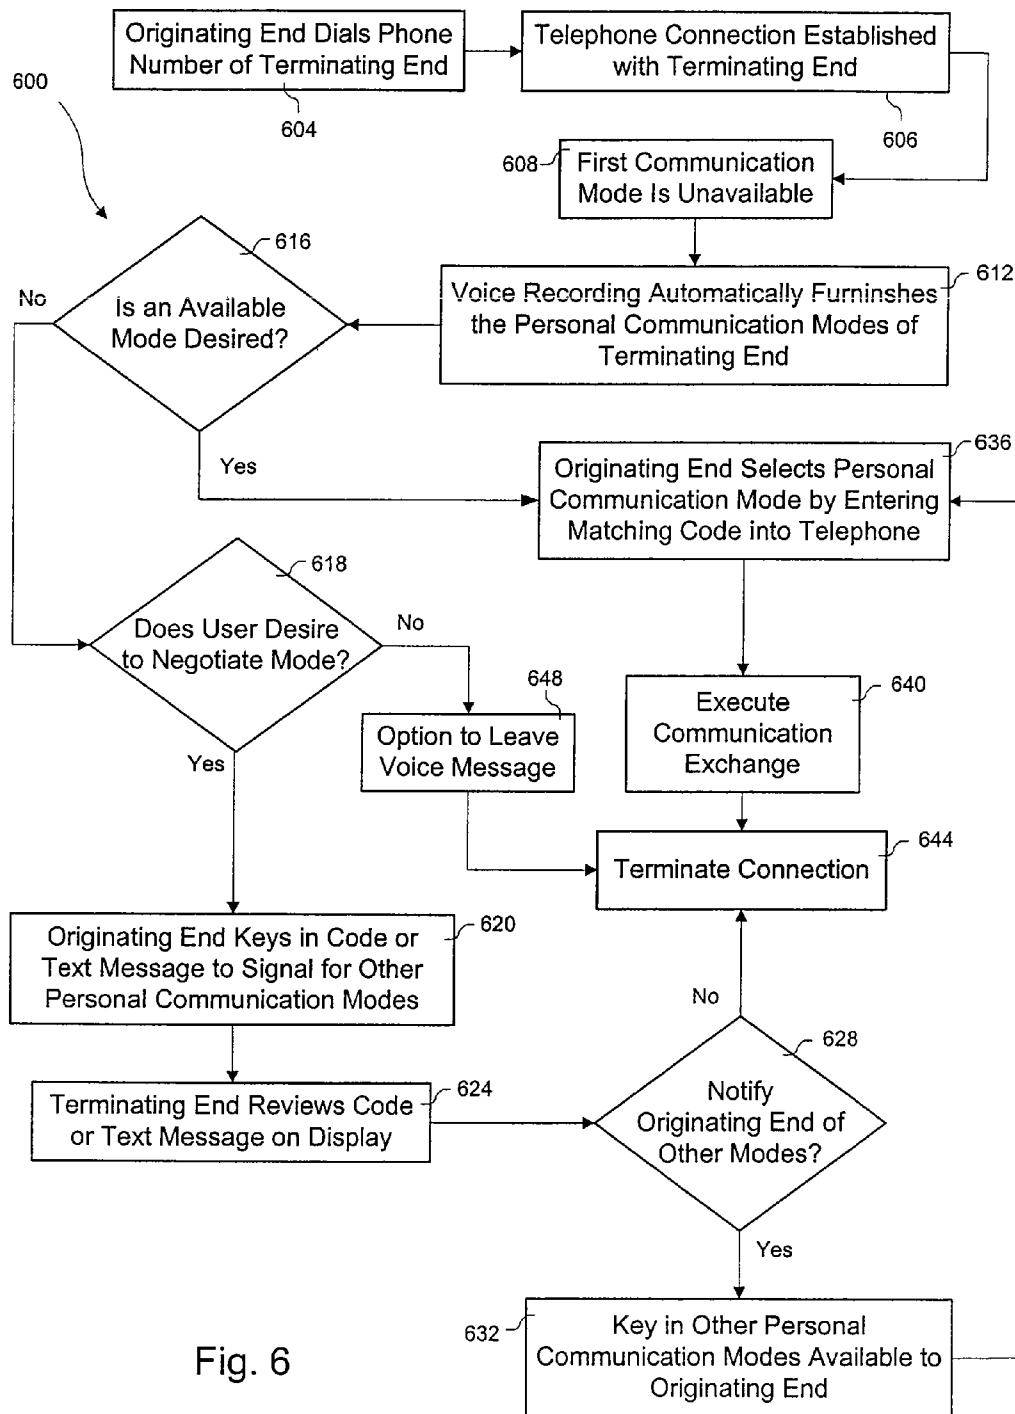 Originating End Dials Phone
Number of Terminating End
604
Telephone Connection Established
with Terminating End
606
600
608
First Communication
Mode Is Unavailable
612
Voice Recording Automatically Furninshes
the Personal Communication Modes of
Terminating End
616
Is an Available
Mode Desired?
No
Yes
636
Originating End Selects Personal
Communication Mode by Entering
Matching Code into Telephone
618
Does User Desire
to Negotiate Mode?
No
Yes
648
Option to Leave
Voice Message
640
Execute
Communication
Exchange
644
Terminate Connection
620
Originating End Keys in Code or
Text Message to Signal for Other
Personal Communication Modes
624
Terminating End Reviews Code
or Text Message on Display
No
628
Notify
Originating End of
Other Modes?
Yes
632
Key in Other Personal
Communication Modes Available to
Originating End
Fig. 6